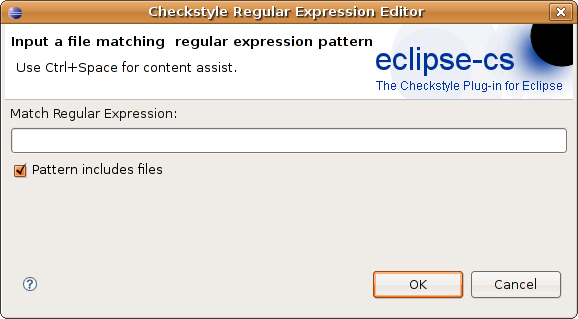 Checkstyle Regular Expression Editor
Input a file matching  regular expression pattern
Use Ctrl+Space for content assist.
eclipse-cs
The Checkstyle Plug-in for Eclipse
Match Regular Expression:
Pattern includes files
?
OK
Cancel